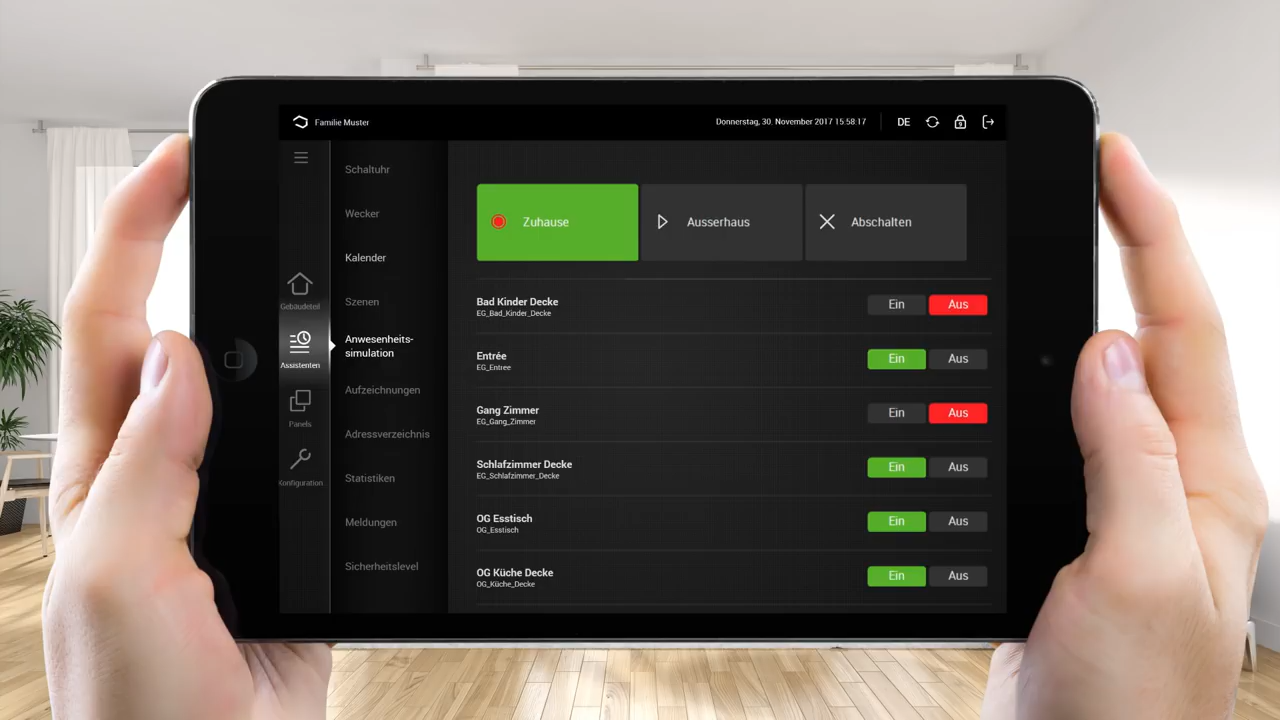 Familie Muster
Donnerstag, 30. November 2017 15:58:17
DE
9
Schaltuhr
Wecker
Kalender
Szenen
Anwesenheits-
simulation
Aufzeichnungen
Adressverzeichnis
Statistiken
Meldungen
Sicherheitslevel
Gebäudeteil
Assistenten
Panels
Konfiguration
Zuhause
Ausserhaus
Abschalten
Bad Kinder Decke
EG_Bad_Kinder_Decke
Ein Aus
Entrée
EG_Entree
Ein Aus
Gang Zimmer
EG_Gang_Zimmer
Ein Aus
Schlafzimmer Decke
EG_Schlafzimmer_Decke
Ein Aus
OG Esstisch
OG_Esstisch
Ein Aus
OG Küche Decke
OG_Küche_Decke
Ein Aus